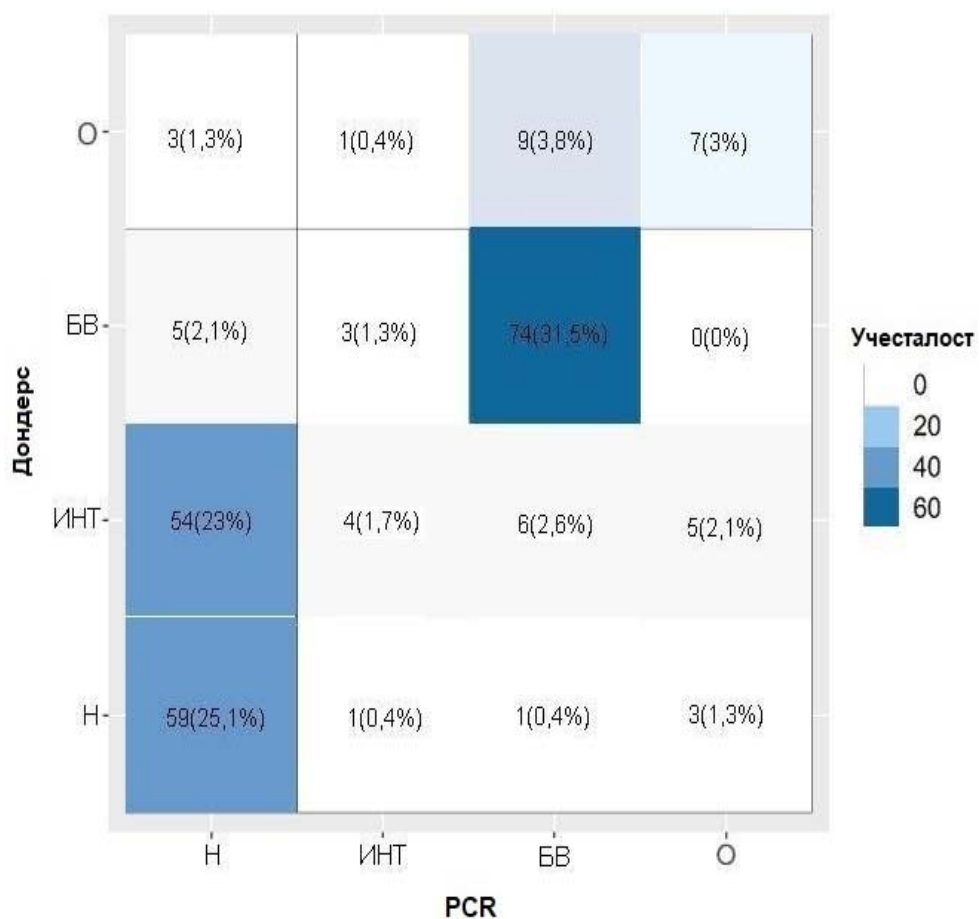 О
3(1,3%)
1(0,4%)
9(3,8%)
7(3%)
БВ
5(2,1%)
3(1,3%)
74(31,5%)
0(0%)
ИНТ
54(23%)
4(1,7%)
6(2,6%)
5(2,1%)
Н
59(25,1%)
1(0,4%)
1(0,4%)
3(1,3%)
Н
ИНТ
БВ
О
PCR
Дондерс
Учесталост
0
20
40
60